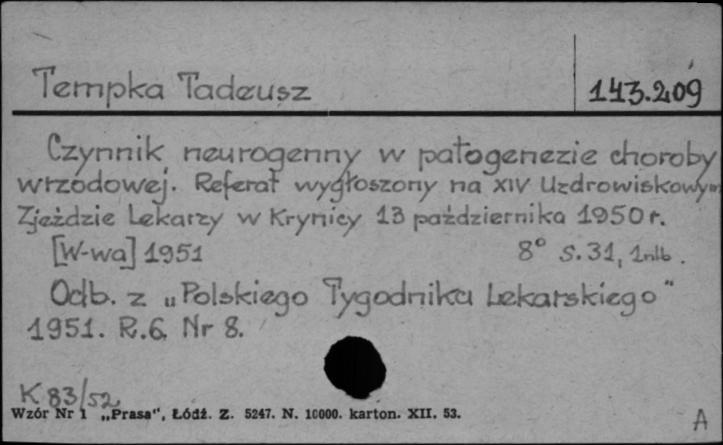 Tempka Tadeusz
143.209
Czynnik neurogenny w patogenezie choroby
wrzodowej. Referat wygłoszony na XIV Uzdrowiskowym
Zjeździe Lekarzy w Krynicy 13 października 1950 r.
[W-wa] 1951 8° s. 31, 1nlb.
Odb. z „Polskiego Tygodnika Lekarskiego"
1951. R.6. Nr 8.
K 83/52
Wzór Nr 1 „Prasa", Łódź. Z. 5247. N. 10000. karton. XII. 53.
A